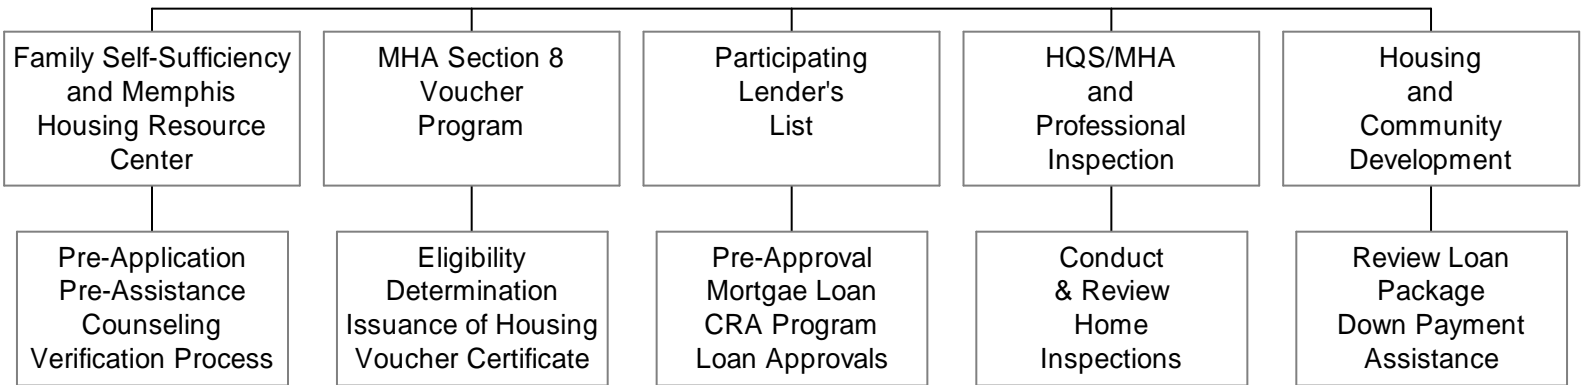 Family Self-Sufficiency
and Memphis
Housing Resource
Center
MHA Section 8
Voucher
Program
Participating
Lender's
List
HQS/MHA
and
Professional
Inspection
Housing
and
Community
Development
Pre-Application
Pre-Assistance
Counseling
Verification Process
Eligibility
Determination
Issuance of Housing
Voucher Certificate
Pre-Approval
Mortgae Loan
CRA Program
Loan Approvals
Conduct
& Review
Home
Inspections
Review Loan
Package
Down Payment
Assistance